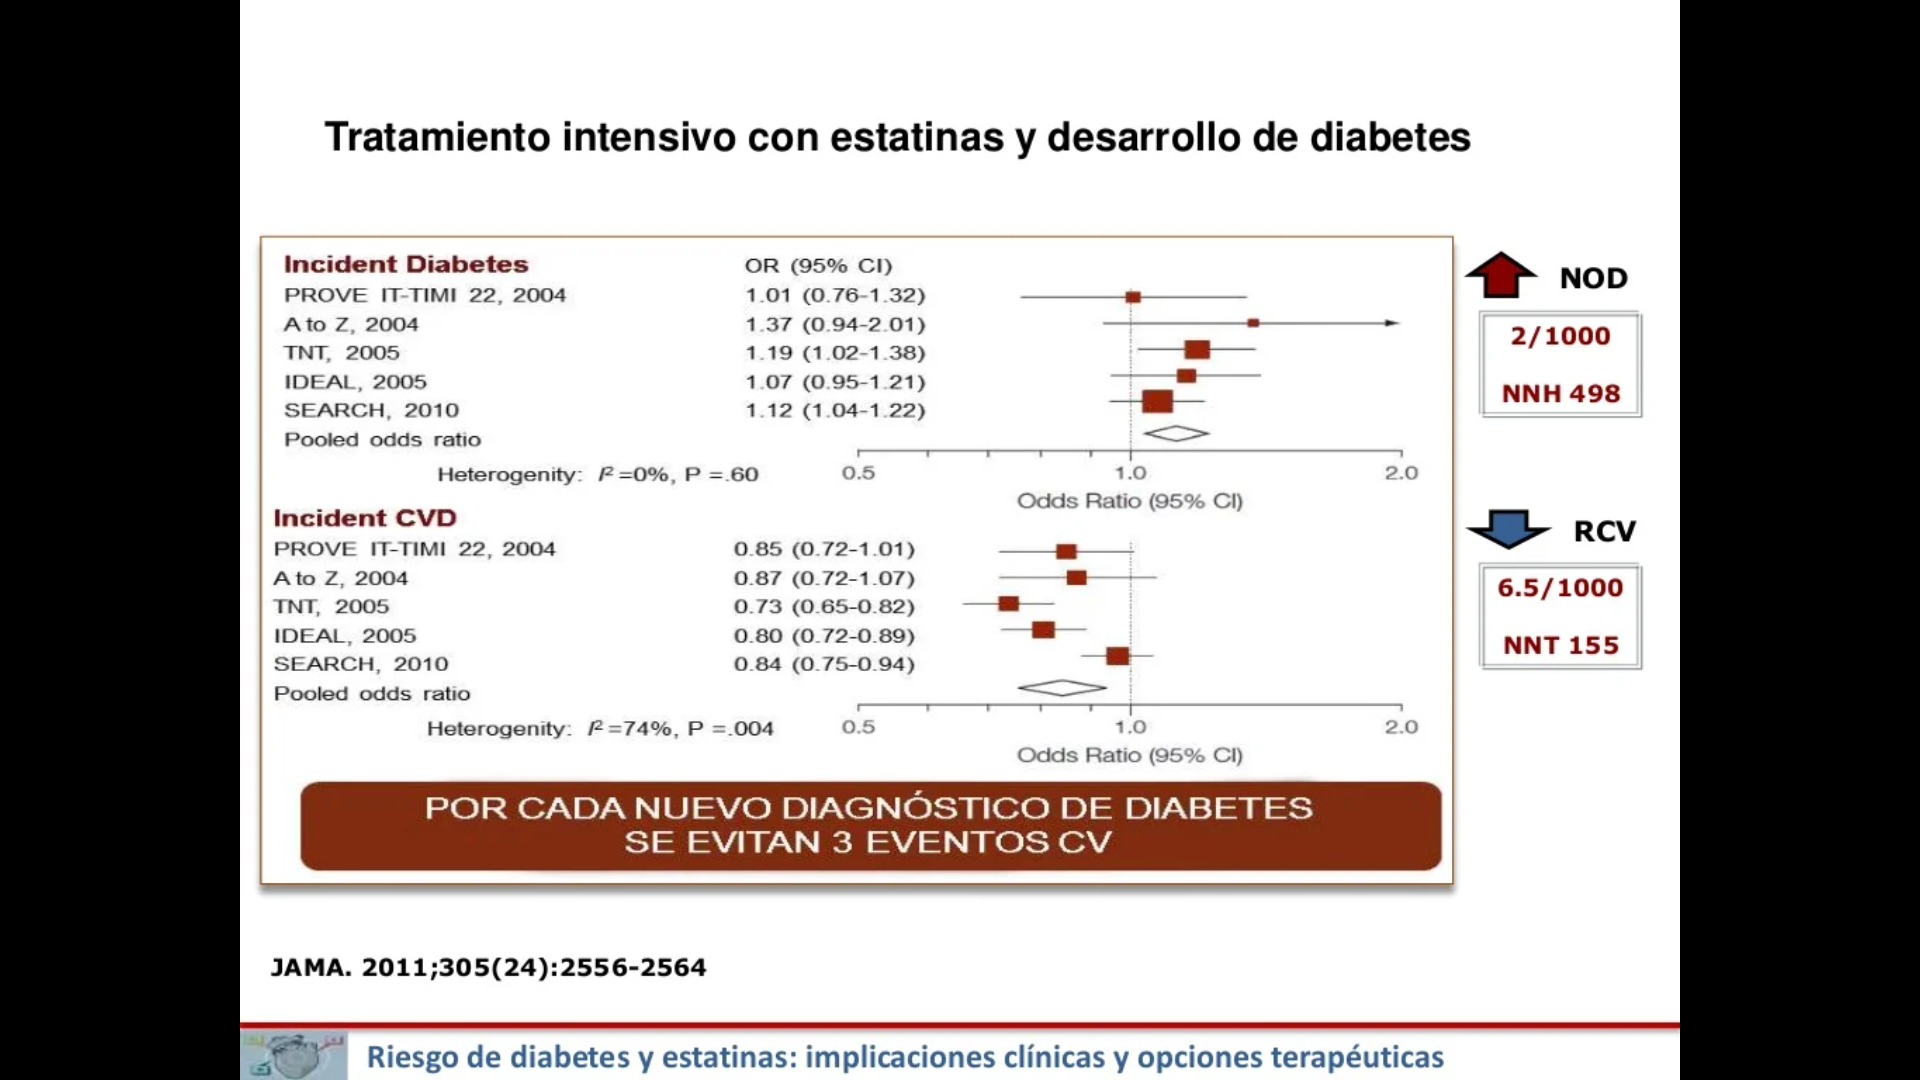 Tratamiento intensivo con estatinas y desarrollo de diabetes
Incident Diabetes OR (95% CI)
PROVE IT-TIMI 22, 2004 1.01 (0.76-1.32)
A to Z, 2004 1.37 (0.94-2.01)
TNT, 2005 1.19 (1.02-1.38)
IDEAL, 2005 1.07 (0.95-1.21)
SEARCH, 2010 1.12 (1.04-1.22)
Pooled odds ratio
Heterogenity: I²=0%, P =.60
0.5 1.0 2.0
Odds Ratio (95% CI)
NOD
2/1000
NNH 498
Incident CVD
PROVE IT-TIMI 22, 2004 0.85 (0.72-1.01)
A to Z, 2004 0.87 (0.72-1.07)
TNT, 2005 0.73 (0.65-0.82)
IDEAL, 2005 0.80 (0.72-0.89)
SEARCH, 2010 0.84 (0.75-0.94)
Pooled odds ratio
Heterogenity: I²=74%, P =.004
0.5 1.0 2.0
Odds Ratio (95% CI)
RCV
6.5/1000
NNT 155
POR CADA NUEVO DIAGNÓSTICO DE DIABETES
SE EVITAN 3 EVENTOS CV
JAMA. 2011;305(24):2556-2564
Riesgo de diabetes y estatinas: implicaciones clínicas y opciones terapéuticas